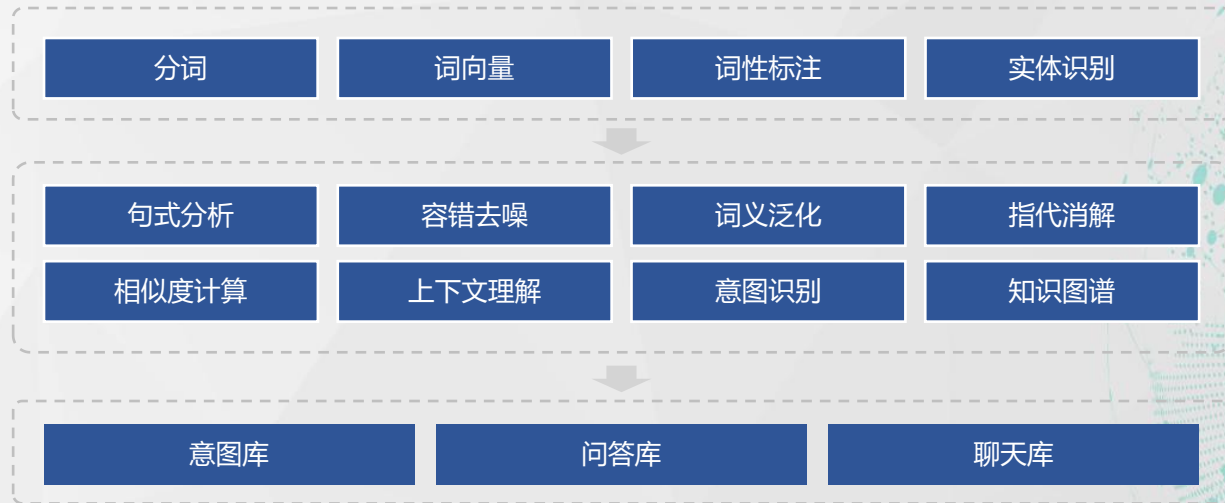 分词 词向量 词性标注 实体识别
句式分析 容错去噪 词义泛化 指代消解
相似度计算 上下文理解 意图识别 知识图谱
意图库 问答库 聊天库